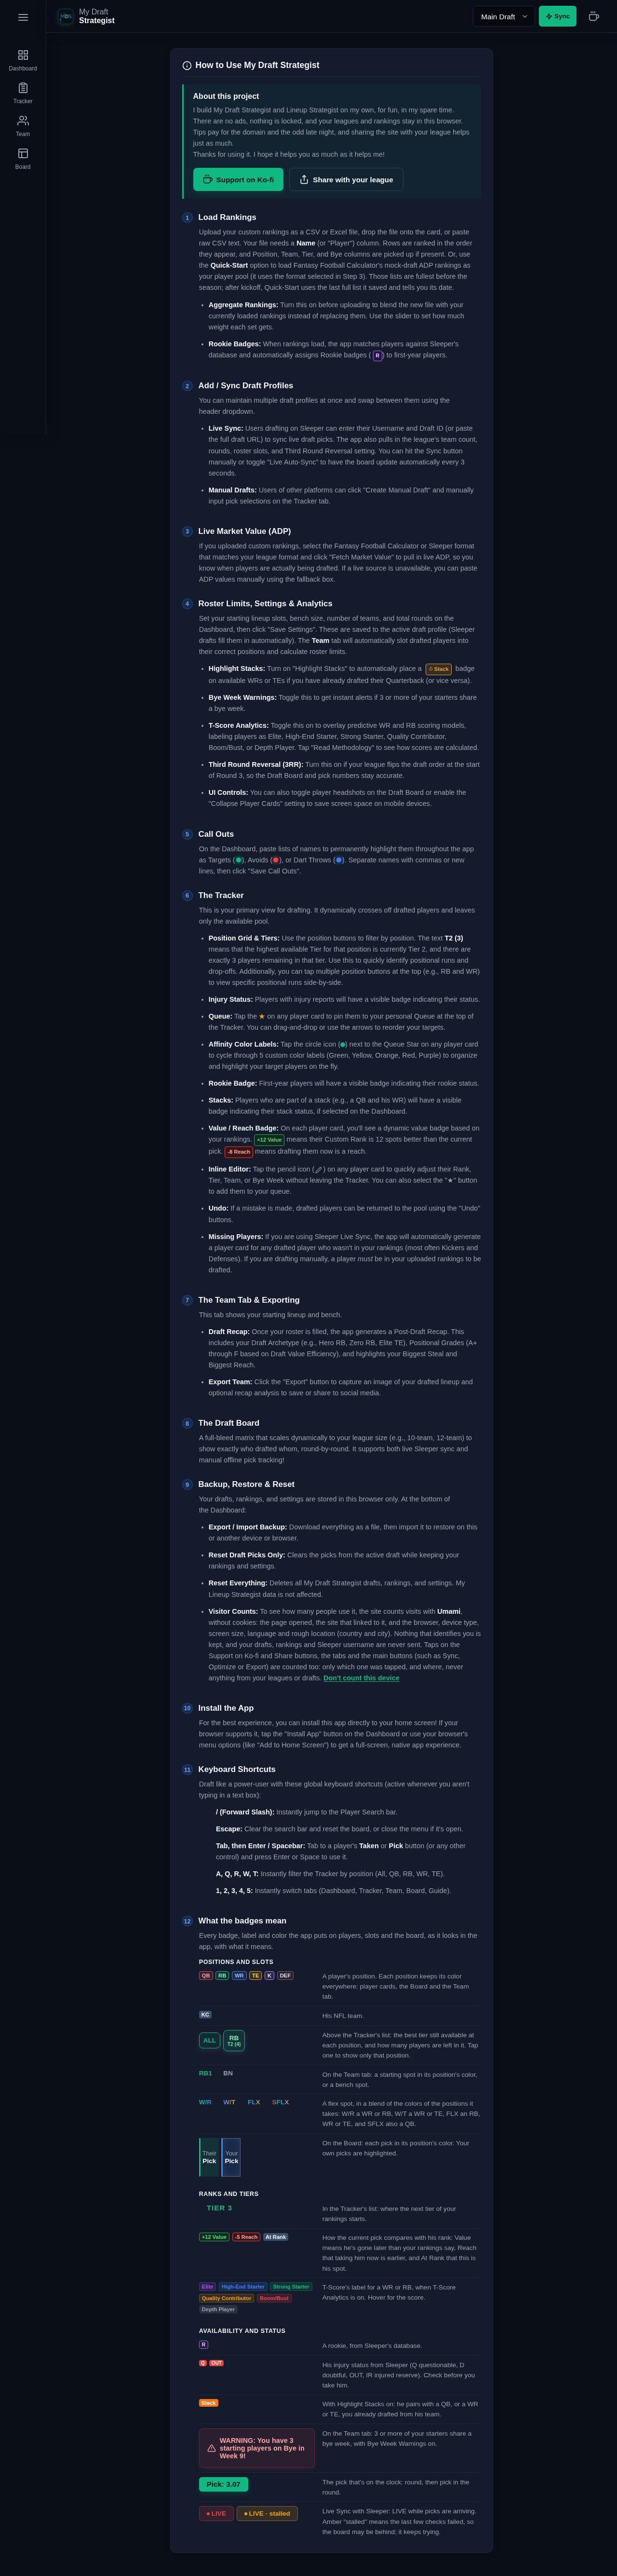 My Draft
Strategist
Main Draft
Sync
Dashboard
Tracker
Team
Board
How to Use My Draft Strategist
About this project
I build My Draft Strategist and Lineup Strategist on my own, for fun, in my spare time.
There are no ads, nothing is locked, and your leagues and rankings stay in this browser.
Tips pay for the domain and the odd late night, and sharing the site with your league helps
just as much.
Thanks for using it. I hope it helps you as much as it helps me!
Support on Ko-fi
Share with your league
1 Load Rankings
Upload your custom rankings as a CSV or Excel file, drop the file onto the card, or paste
raw CSV text. Your file needs a Name (or "Player") column. Rows are ranked in the order
they appear, and Position, Team, Tier, and Bye columns are picked up if present. Or, use
the Quick-Start option to load Fantasy Football Calculator's mock-draft ADP rankings as
your player pool (it uses the format selected in Step 3). Those lists are fullest before the
season; after kickoff, Quick-Start uses the last full list it saved and tells you its date.
• Aggregate Rankings: Turn this on before uploading to blend the new file with your
currently loaded rankings instead of replacing them. Use the slider to set how much
weight each set gets.
• Rookie Badges: When rankings load, the app matches players against Sleeper's
database and automatically assigns Rookie badges ( R ) to first-year players.
2 Add / Sync Draft Profiles
You can maintain multiple draft profiles at once and swap between them using the
header dropdown.
• Live Sync: Users drafting on Sleeper can enter their Username and Draft ID (or paste
the full draft URL) to sync live draft picks. The app also pulls in the league's team count,
rounds, roster slots, and Third Round Reversal setting. You can hit the Sync button
manually or toggle "Live Auto-Sync" to have the board update automatically every 3
seconds.
• Manual Drafts: Users of other platforms can click "Create Manual Draft" and manually
input pick selections on the Tracker tab.
3 Live Market Value (ADP)
If you uploaded custom rankings, select the Fantasy Football Calculator or Sleeper format
that matches your league format and click "Fetch Market Value" to pull in live ADP, so you
know when players are actually being drafted. If a live source is unavailable, you can paste
ADP values manually using the fallback box.
4 Roster Limits, Settings & Analytics
Set your starting lineup slots, bench size, number of teams, and total rounds on the
Dashboard, then click "Save Settings". These are saved to the active draft profile (Sleeper
drafts fill them in automatically). The Team tab will automatically slot drafted players into
their correct positions and calculate roster limits.
• Highlight Stacks: Turn on "Highlight Stacks" to automatically place a Stack badge
on available WRs or TEs if you have already drafted their Quarterback (or vice versa).
• Bye Week Warnings: Toggle this to get instant alerts if 3 or more of your starters share
a bye week.
• T-Score Analytics: Toggle this on to overlay predictive WR and RB scoring models,
labeling players as Elite, High-End Starter, Strong Starter, Quality Contributor,
Boom/Bust, or Depth Player. Tap "Read Methodology" to see how scores are calculated.
• Third Round Reversal (3RR): Turn this on if your league flips the draft order at the start
of Round 3, so the Draft Board and pick numbers stay accurate.
• UI Controls: You can also toggle player headshots on the Draft Board or enable the
"Collapse Player Cards" setting to save screen space on mobile devices.
5 Call Outs
On the Dashboard, paste lists of names to permanently highlight them throughout the app
as Targets ( ), Avoids ( ), or Dart Throws ( ). Separate names with commas or new
lines, then click "Save Call Outs".
6 The Tracker
This is your primary view for drafting. It dynamically crosses off drafted players and leaves
only the available pool.
• Position Grid & Tiers: Use the position buttons to filter by position. The text T2 (3)
means that the highest available Tier for that position is currently Tier 2, and there are
exactly 3 players remaining in that tier. Use this to quickly identify positional runs and
drop-offs. Additionally, you can tap multiple position buttons at the top (e.g., RB and WR)
to view specific positional runs side-by-side.
• Injury Status: Players with injury reports will have a visible badge indicating their status.
• Queue: Tap the ★ on any player card to pin them to your personal Queue at the top of
the Tracker. You can drag-and-drop or use the arrows to reorder your targets.
• Affinity Color Labels: Tap the circle icon ( ) next to the Queue Star on any player card
to cycle through 5 custom color labels (Green, Yellow, Orange, Red, Purple) to organize
and highlight your target players on the fly.
• Rookie Badge: First-year players will have a visible badge indicating their rookie status.
• Stacks: Players who are part of a stack (e.g., a QB and his WR) will have a visible
badge indicating their stack status, if selected on the Dashboard.
• Value / Reach Badge: On each player card, you'll see a dynamic value badge based on
your rankings. +12 Value means their Custom Rank is 12 spots better than the current
pick. -8 Reach means drafting them now is a reach.
• Inline Editor: Tap the pencil icon ( ) on any player card to quickly adjust their Rank,
Tier, Team, or Bye Week without leaving the Tracker. You can also select the "★" button
to add them to your queue.
• Undo: If a mistake is made, drafted players can be returned to the pool using the "Undo"
buttons.
• Missing Players: If you are using Sleeper Live Sync, the app will automatically generate
a player card for any drafted player who wasn't in your rankings (most often Kickers and
Defenses). If you are drafting manually, a player must be in your uploaded rankings to be
drafted.
7 The Team Tab & Exporting
This tab shows your starting lineup and bench.
• Draft Recap: Once your roster is filled, the app generates a Post-Draft Recap. This
includes your Draft Archetype (e.g., Hero RB, Zero RB, Elite TE), Positional Grades (A+
through F based on Draft Value Efficiency), and highlights your Biggest Steal and
Biggest Reach.
• Export Team: Click the "Export" button to capture an image of your drafted lineup and
optional recap analysis to save or share to social media.
8 The Draft Board
A full-bleed matrix that scales dynamically to your league size (e.g., 10-team, 12-team) to
show exactly who drafted whom, round-by-round. It supports both live Sleeper sync and
manual offline pick tracking!
9 Backup, Restore & Reset
Your drafts, rankings, and settings are stored in this browser only. At the bottom of
the Dashboard:
• Export / Import Backup: Download everything as a file, then import it to restore on this
or another device or browser.
• Reset Draft Picks Only: Clears the picks from the active draft while keeping your
rankings and settings.
• Reset Everything: Deletes all My Draft Strategist drafts, rankings, and settings. My
Lineup Strategist data is not affected.
• Visitor Counts: To see how many people use it, the site counts visits with Umami,
without cookies: the page opened, the site that linked to it, and the browser, device type,
screen size, language and rough location (country and city). Nothing that identifies you is
kept, and your drafts, rankings and Sleeper username are never sent. Taps on the
Support on Ko-fi and Share buttons, the tabs and the main buttons (such as Sync,
Optimize or Export) are counted too: only which one was tapped, and where, never
anything from your leagues or drafts. Don't count this device
10 Install the App
For the best experience, you can install this app directly to your home screen! If your
browser supports it, tap the "Install App" button on the Dashboard or use your browser's
menu options (like "Add to Home Screen") to get a full-screen, native app experience.
11 Keyboard Shortcuts
Draft like a power-user with these global keyboard shortcuts (active whenever you aren't
typing in a text box):
/ (Forward Slash): Instantly jump to the Player Search bar.
Escape: Clear the search bar and reset the board, or close the menu if it's open.
Tab, then Enter / Spacebar: Tab to a player's Taken or Pick button (or any other
control) and press Enter or Space to use it.
A, Q, R, W, T: Instantly filter the Tracker by position (All, QB, RB, WR, TE).
1, 2, 3, 4, 5: Instantly switch tabs (Dashboard, Tracker, Team, Board, Guide).
12 What the badges mean
Every badge, label and color the app puts on players, slots and the board, as it looks in the
app, with what it means.
POSITIONS AND SLOTS
QB RB WR TE K DEF
A player's position. Each position keeps its color
everywhere: player cards, the Board and the Team
tab.
KC
His NFL team.
ALL
RB
T2 (4)
Above the Tracker's list: the best tier still available at
each position, and how many players are left in it. Tap
one to show only that position.
RB1 BN
On the Team tab: a starting spot in its position's color,
or a bench spot.
W/R W/T FLX SFLX
A flex spot, in a blend of the colors of the positions it
takes: W/R a WR or RB, W/T a WR or TE, FLX an RB,
WR or TE, and SFLX also a QB.
Their
Pick
Your
Pick
On the Board: each pick in its position's color. Your
own picks are highlighted.
RANKS AND TIERS
TIER 3
In the Tracker's list: where the next tier of your
rankings starts.
+12 Value -5 Reach At Rank
How the current pick compares with his rank: Value
means he's gone later than your rankings say, Reach
that taking him now is earlier, and At Rank that this is
his spot.
Elite High-End Starter Strong Starter
Quality Contributor Boom/Bust
Depth Player
T-Score's label for a WR or RB, when T-Score
Analytics is on. Hover for the score.
AVAILABILITY AND STATUS
R
A rookie, from Sleeper's database.
Q OUT
His injury status from Sleeper (Q questionable, D
doubtful, OUT, IR injured reserve). Check before you
take him.
Stack
With Highlight Stacks on: he pairs with a QB, or a WR
or TE, you already drafted from his team.
WARNING: You have 3
starting players on Bye in
Week 9!
On the Team tab: 3 or more of your starters share a
bye week, with Bye Week Warnings on.
Pick: 3.07
The pick that's on the clock: round, then pick in the
round.
LIVE LIVE · stalled
Live Sync with Sleeper: LIVE while picks are arriving.
Amber "stalled" means the last few checks failed, so
the board may be behind; it keeps trying.